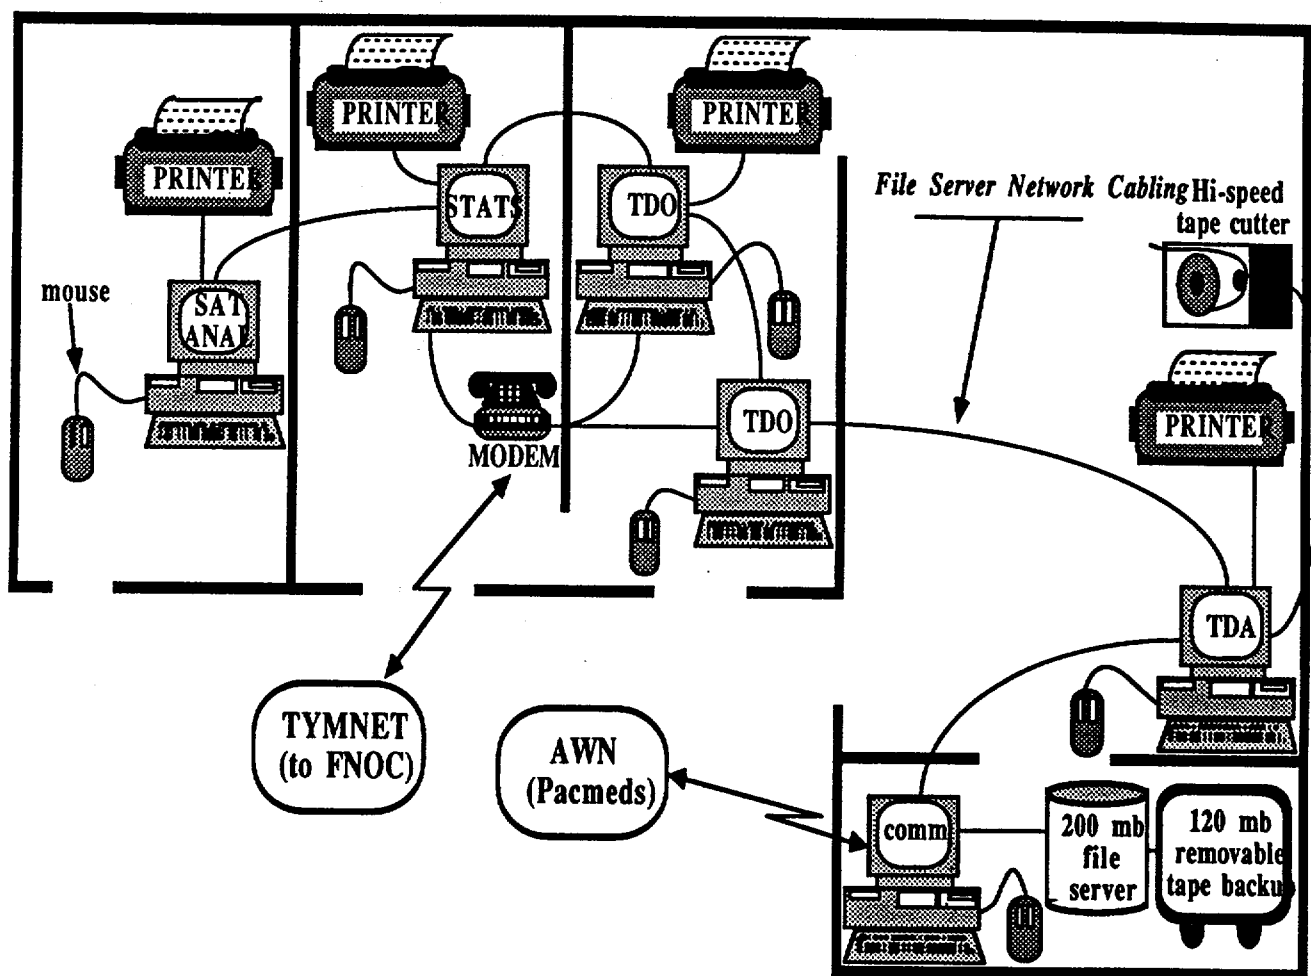 PRINTER
PRINTER
PRINTER
File Server Network Cabling
Hi-speed
tape cutter
STATS
TDO
mouse
SAT
ANAL
TDO
MODEM
PRINTER
TDA
TYMNET
(to FNOC)
AWN
(Pacmeds)
comm
200 mb
file
server
120 mb
removable
tape backup